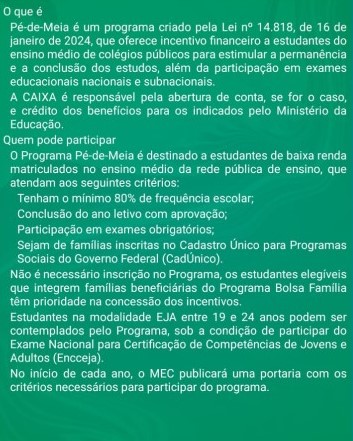 O que é
Pé-de-Meia é um programa criado pela Lei nº 14.818, de 16 de
janeiro de 2024, que oferece incentivo financeiro a estudantes do
ensino médio de colégios públicos para estimular a permanência
e a conclusão dos estudos, além da participação em exames
educacionais nacionais e subnacionais.
A CAIXA é responsável pela abertura de conta, se for o caso,
e crédito dos benefícios para os indicados pelo Ministério da
Educação.
Quem pode participar
O Programa Pé-de-Meia é destinado a estudantes de baixa renda
matriculados no ensino médio da rede pública de ensino, que
atendam aos seguintes critérios:
Tenham o mínimo 80% de frequência escolar;
Conclusão do ano letivo com aprovação;
Participação em exames obrigatórios;
Sejam de famílias inscritas no Cadastro Único para Programas
Sociais do Governo Federal (CadÚnico).
Não é necessário inscrição no Programa, os estudantes elegíveis
que integrem famílias beneficiárias do Programa Bolsa Família
têm prioridade na concessão dos incentivos.
Estudantes na modalidade EJA entre 19 e 24 anos podem ser
contemplados pelo Programa, sob a condição de participar do
Exame Nacional para Certificação de Competências de Jovens e
Adultos (Encceja).
No início de cada ano, o MEC publicará uma portaria com os
critérios necessários para participar do programa.